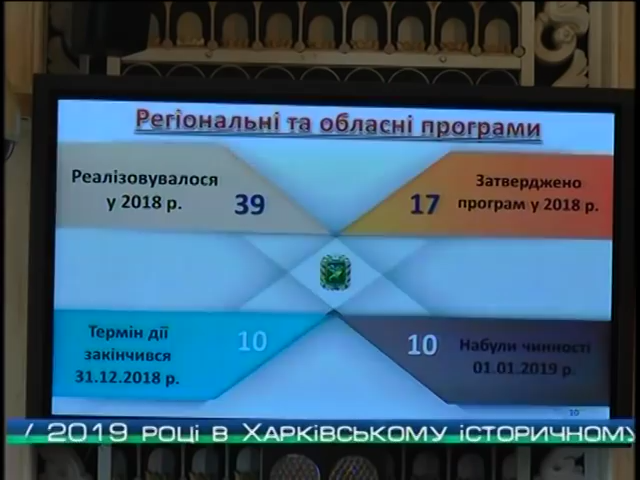 Регіональні та обласні програми
Реалізовувалося
у 2018 р.
39
17
Затверджено
програм у 2018 р.
Термін дії
закінчився
31.12.2018 р.
10
10
Набули чинності
01.01.2019 р.
10
/ 2019 РОЦІ В ХАРКІВСЬКОМУ ІСТОРИЧНОМУ